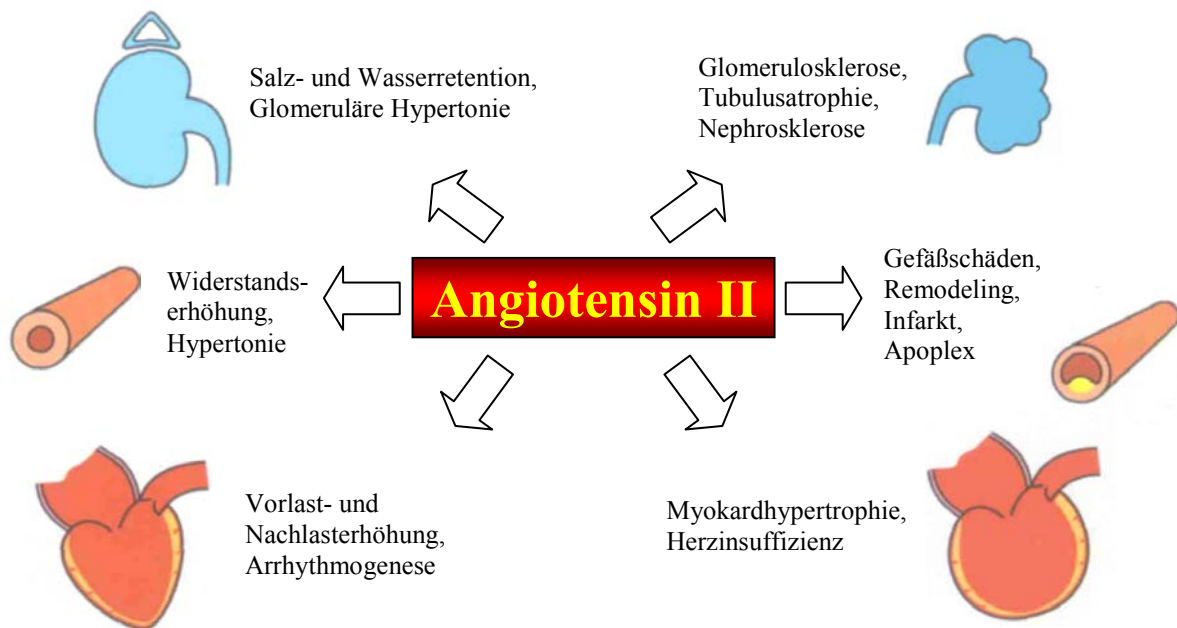 Salz- und Wasserretention,
Glomeruläre Hypertonie
Glomerulosklerose,
Tubulusatrophie,
Nephrosklerose
Widerstands-
erhöhung,
Hypertonie
Angiotensin II
Gefäßschäden,
Remodeling,
Infarkt,
Apoplex
Vorlast- und
Nachlasterhöhung,
Arrhythmogenese
Myokardhypertrophie,
Herzinsuffizienz